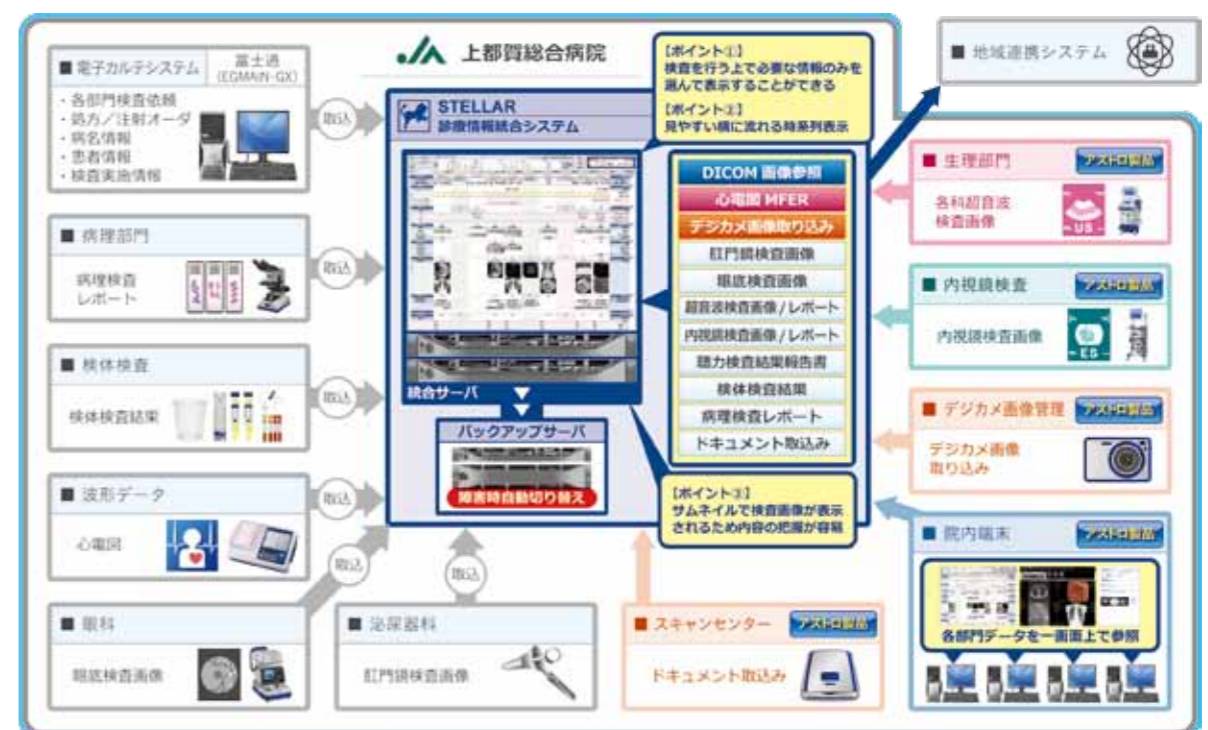 上都賀総合病院
■ 電子カルテシステム
富士通
(EGMAIN-GX)
・各部門検査依頼
・処方／注射オーダ
・病名情報
・患者情報
・検査実施情報
取込
■ 病理部門
病理検査
レポート
取込
■ 検体検査
検体検査結果
取込
■ 波形データ
心電図
取込
■ 眼科
眼底検査画像
取込
■ 泌尿器科
肛門鏡検査画像
取込
STELLAR
診療情報統合システム
統合サーバ
バックアップサーバ
障害時自動切り替え
【ポイント①】
検査を行う上で必要な情報のみを
選んで表示することができる
【ポイント②】
見やすい横に流れる時系列表示
DICOM 画像参照
心電図 MFER
デジカメ画像取り込み
肛門鏡検査画像
眼底検査画像
超音波検査画像/レポート
内視鏡検査画像/レポート
聴力検査結果報告書
検体検査結果
病理検査レポート
ドキュメント取込み
【ポイント③】
サムネイルで検査画像が表示
されるため内容の把握が容易
■ スキャンセンター
アストロ製品
ドキュメント取込み
■ 地域連携システム
■ 生理部門
アストロ製品
各科超音波
検査画像
US
■ 内視鏡検査
アストロ製品
内視鏡検査画像
ES
■ デジカメ画像管理
アストロ製品
デジカメ画像
取り込み
■ 院内端末
アストロ製品
各部門データを一画面上で参照